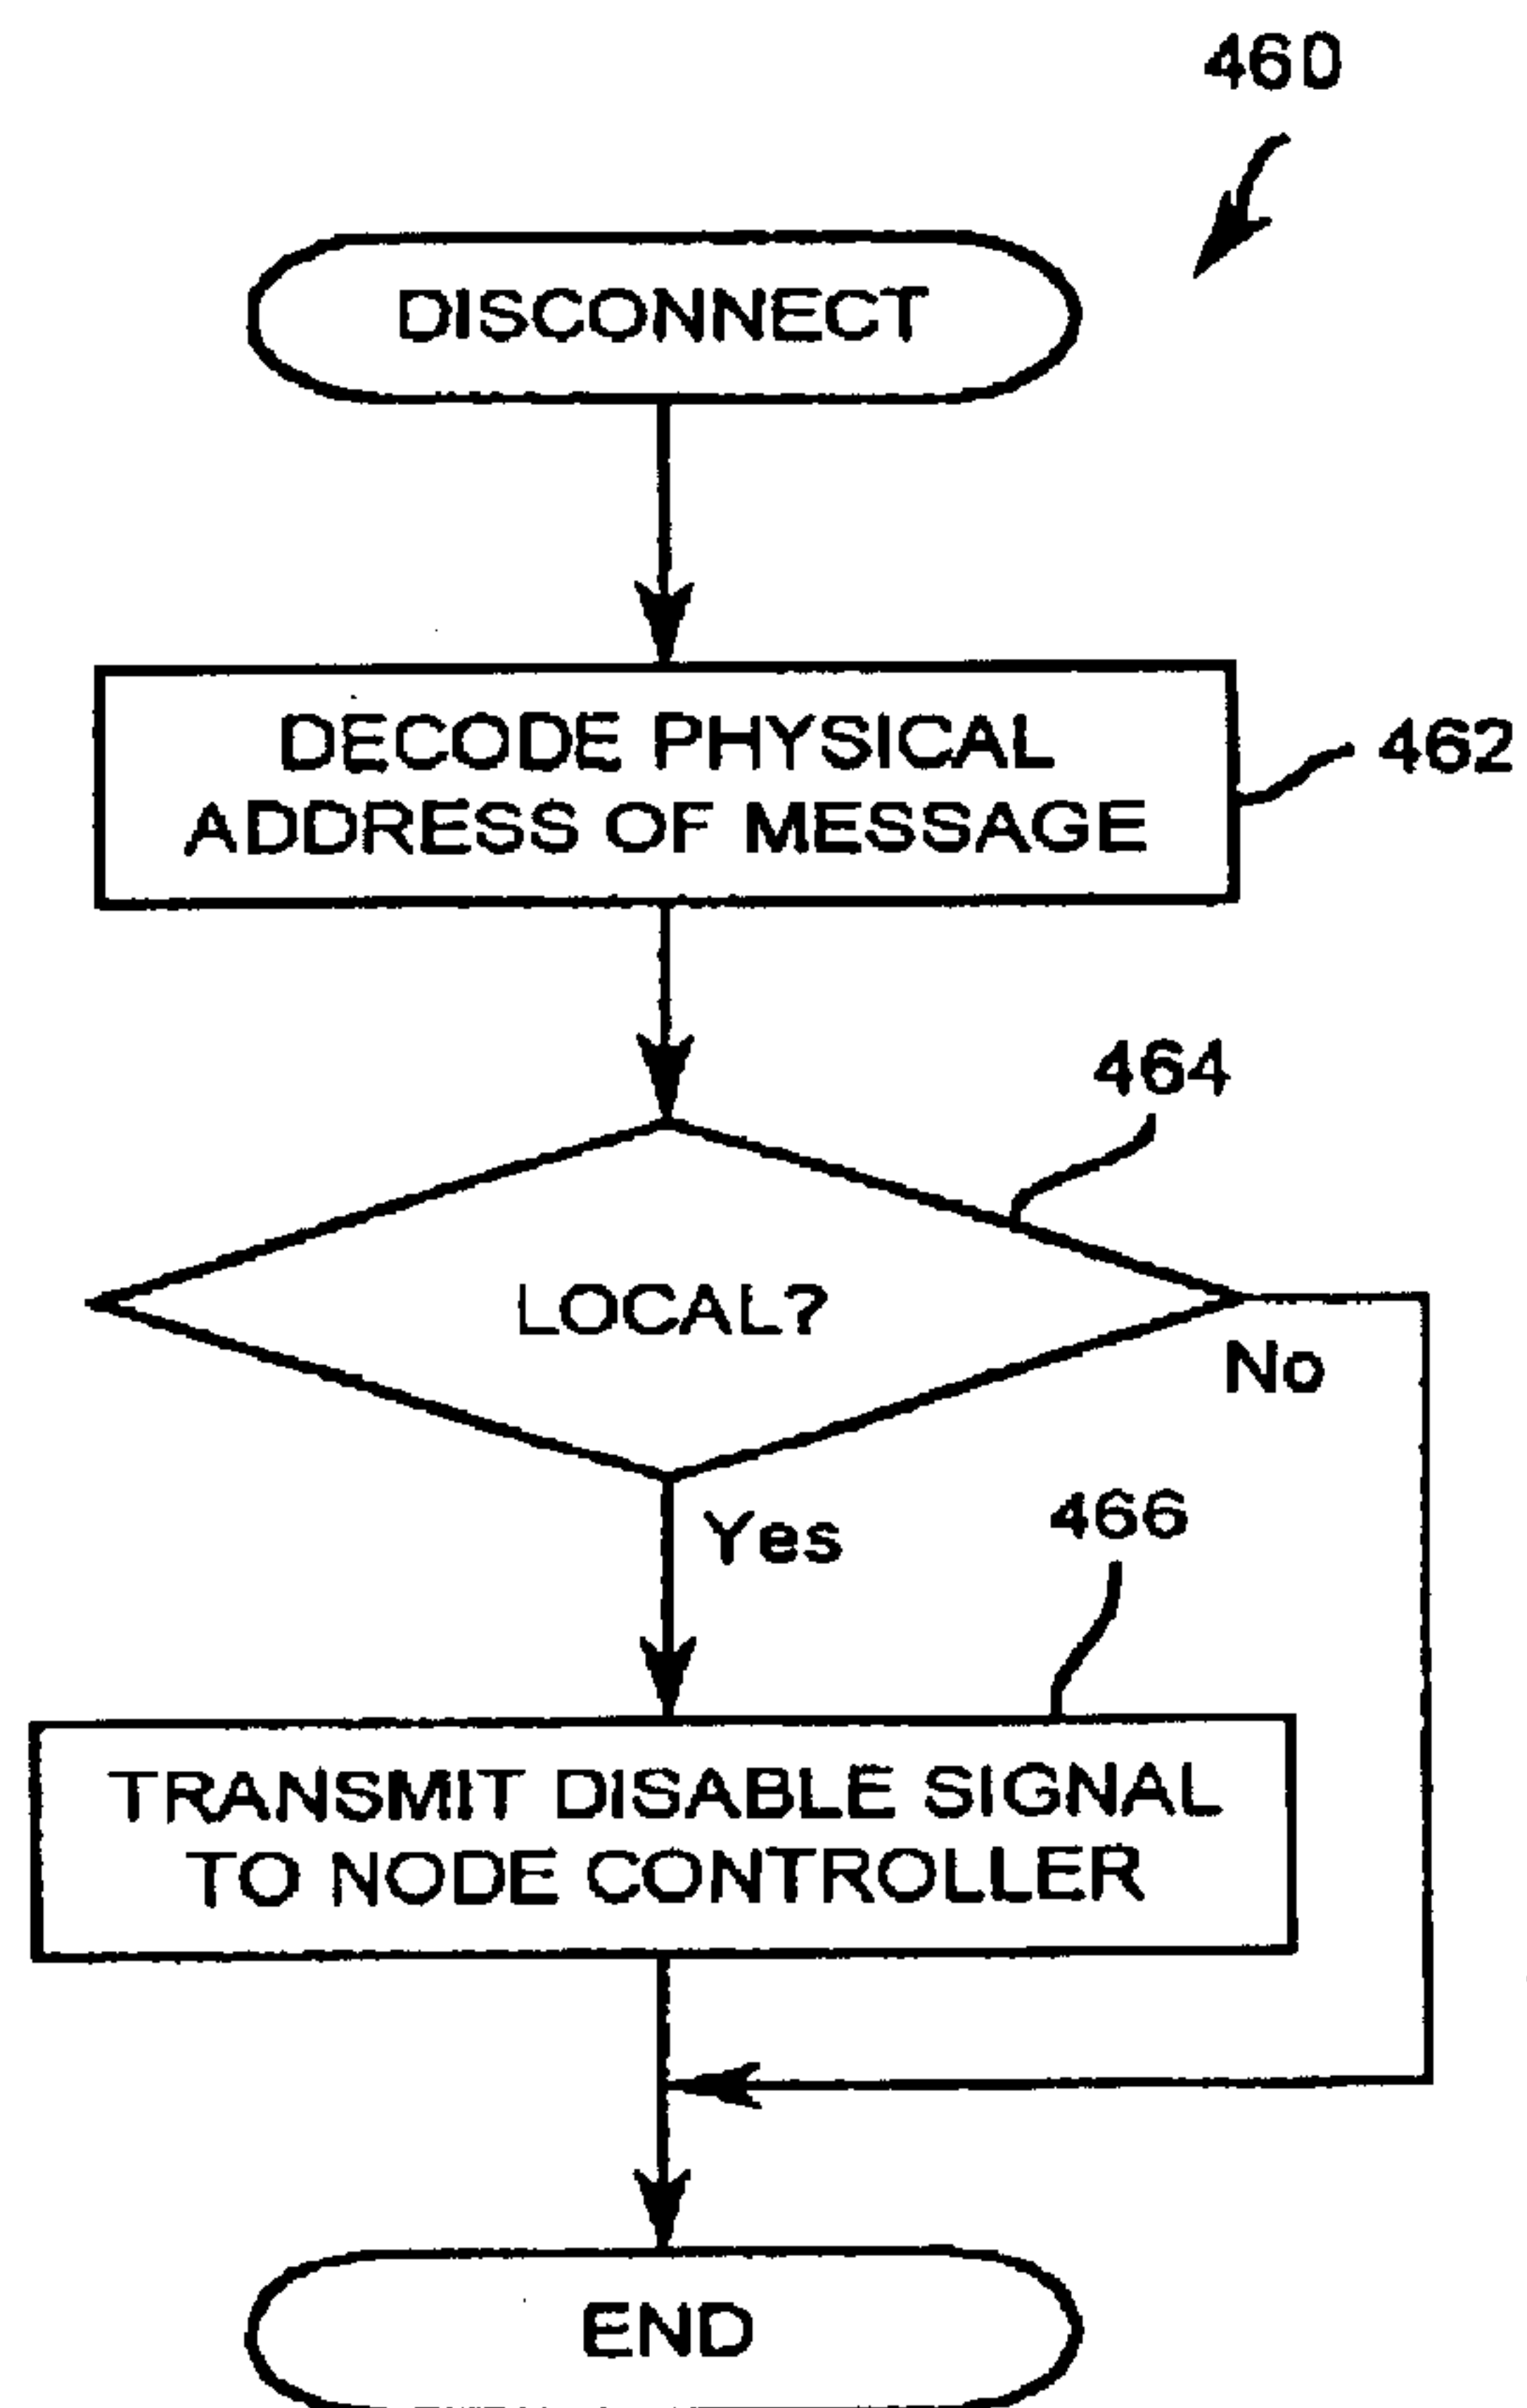 460
DISCONNECT
DECODE PHYSICAL
ADDRESS OF MESSAGE
462
464
LOCAL?
No
Yes
466
TRANSMIT DISABLE SIGNAL
TO NODE CONTROLLER
END